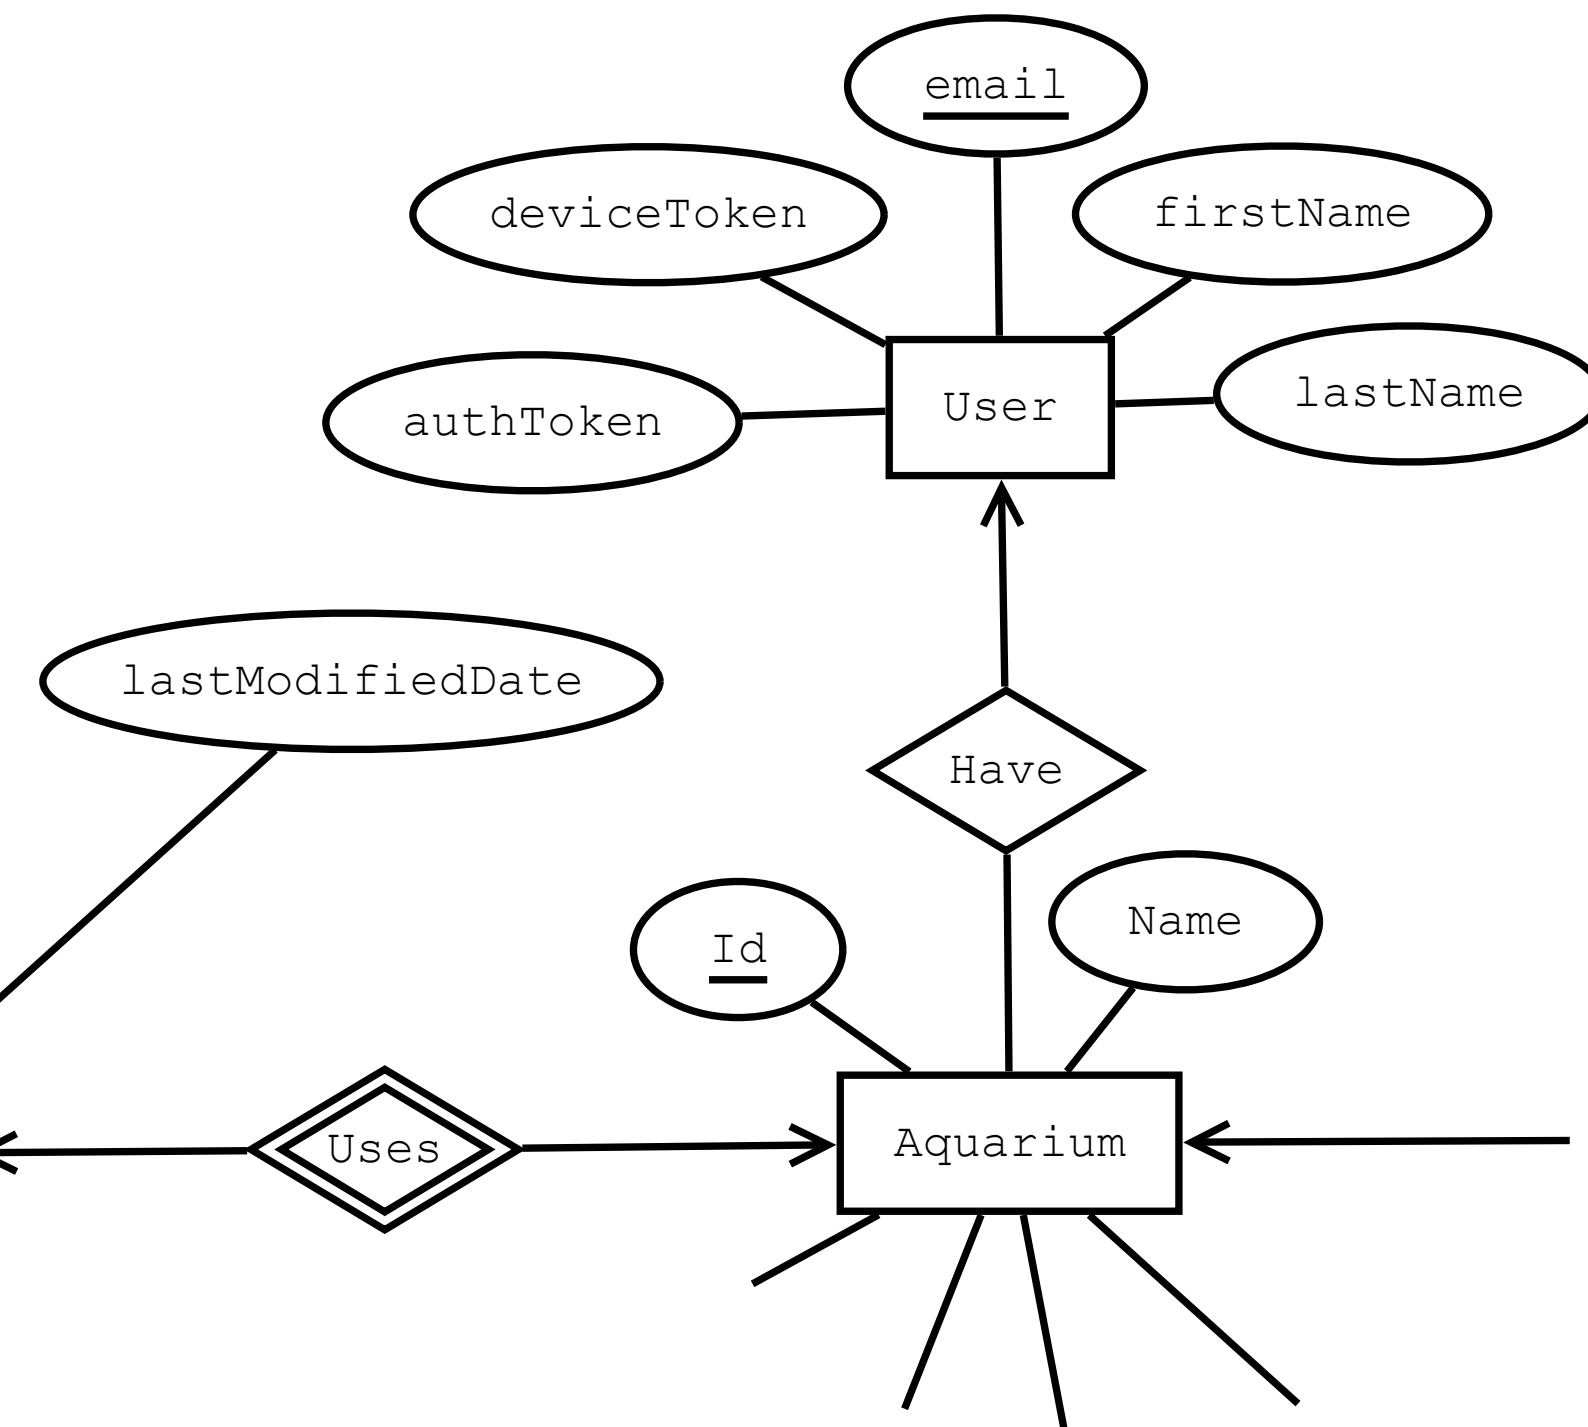 email
deviceToken
firstName
authToken
User
lastName
lastModifiedDate
Have
Id
Name
Uses
Aquarium